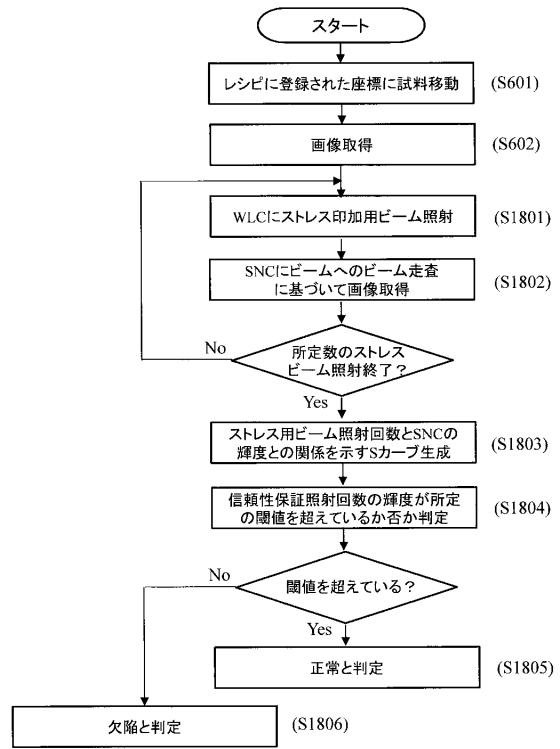 スタート
レシピに登録された座標に試料移動 (S601)
画像取得 (S602)
WLCにストレス印加用ビーム照射 (S1801)
SNCにビームへのビーム走査
に基づいて画像取得 (S1802)
No
所定数のストレス
ビーム照射終了？
Yes
ストレス用ビーム照射回数とSNCの
輝度との関係を示すSカーブ生成 (S1803)
信頼性保証照射回数の輝度が所定
の閾値を超えているか否か判定 (S1804)
No
閾値を超えている？
Yes
正常と判定 (S1805)
欠陥と判定 (S1806)